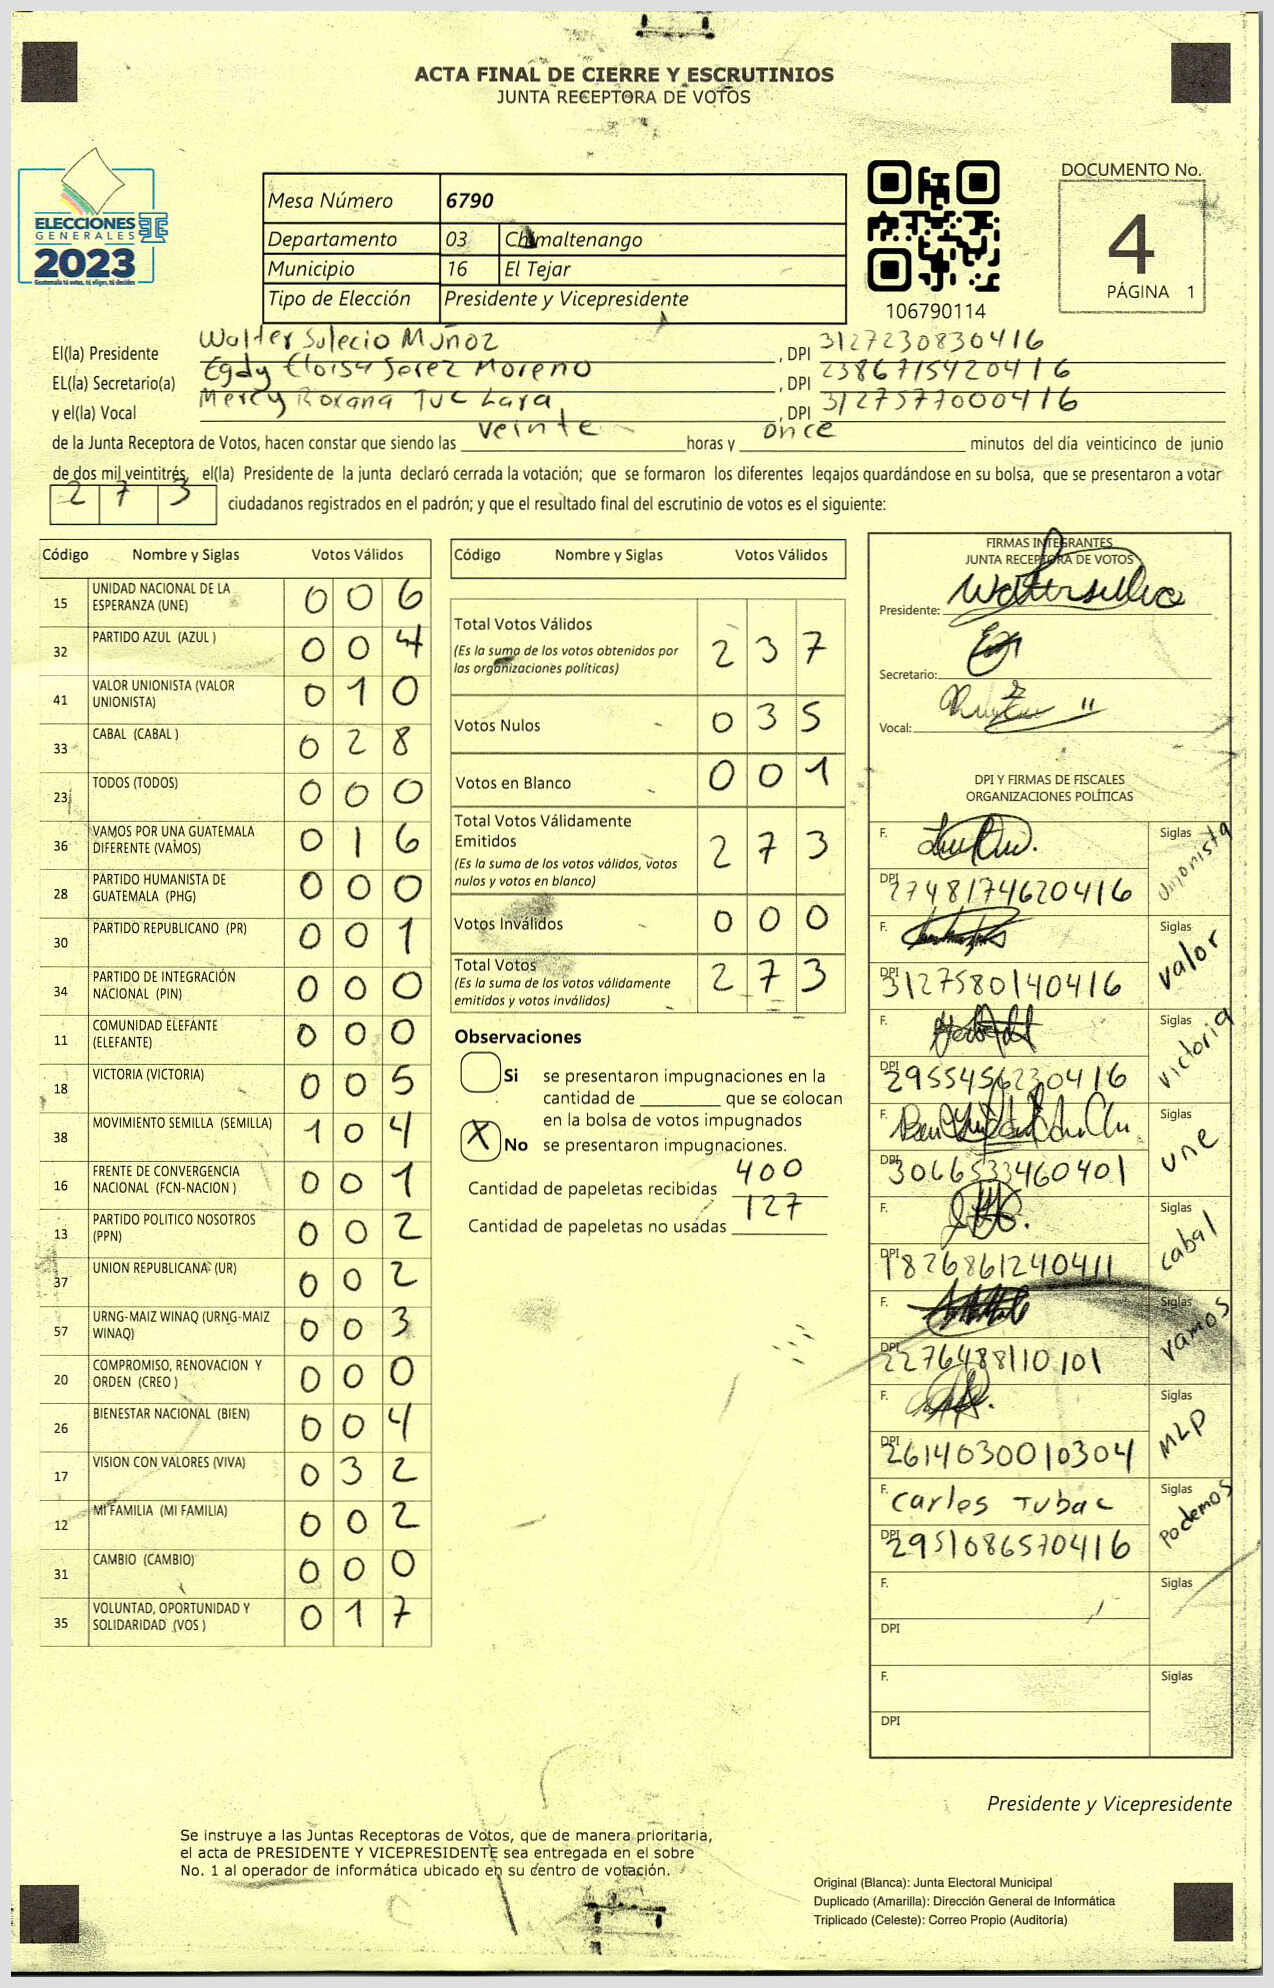 ACTA FINAL DE CIERRE Y ESCRUTINIOS
JUNTA RECEPTORA DE VOTOS
ELECCIONES
GENERALES
2023
Guatemala tú votas, tú eliges, tú decides
Mesa Número 6790
Departamento 03 Chimaltenango
Municipio 16 El Tejar
Tipo de Elección Presidente y Vicepresidente
106790114
DOCUMENTO No.
4
PÁGINA 1
El(la) Presidente Walter Sulecio Muñoz, DPI 3127230830416
EL(la) Secretario(a) Egdy Eloisa Serez Moreno, DPI 2386715420416
y el(la) Vocal Mercy Roxana Tuc Lara, DPI 3127577000416
de la Junta Receptora de Votos, hacen constar que siendo las veinte horas y once minutos del día veinticinco de junio
de dos mil veintitrés, el(la) Presidente de la junta declaró cerrada la votación; que se formaron los diferentes legajos guardándose en su bolsa, que se presentaron a votar
273 ciudadanos registrados en el padrón; y que el resultado final del escrutinio de votos es el siguiente:
Código Nombre y Siglas Votos Válidos
15 UNIDAD NACIONAL DE LA ESPERANZA (UNE) 0 0 6
32 PARTIDO AZUL (AZUL ) 0 0 4
41 VALOR UNIONISTA (VALOR UNIONISTA) 0 1 0
33 CABAL (CABAL ) 0 2 8
23 TODOS (TODOS) 0 0 0
36 VAMOS POR UNA GUATEMALA DIFERENTE (VAMOS) 0 1 6
28 PARTIDO HUMANISTA DE GUATEMALA (PHG) 0 0 0
30 PARTIDO REPUBLICANO (PR) 0 0 1
34 PARTIDO DE INTEGRACIÓN NACIONAL (PIN) 0 0 0
11 COMUNIDAD ELEFANTE (ELEFANTE) 0 0 0
18 VICTORIA (VICTORIA) 0 0 5
38 MOVIMIENTO SEMILLA (SEMILLA) 1 0 4
16 FRENTE DE CONVERGENCIA NACIONAL (FCN-NACION ) 0 0 1
13 PARTIDO POLITICO NOSOTROS (PPN) 0 0 2
37 UNION REPUBLICANA (UR) 0 0 2
57 URNG-MAIZ WINAQ (URNG-MAIZ WINAQ) 0 0 3
20 COMPROMISO, RENOVACION Y ORDEN (CREO ) 0 0 0
26 BIENESTAR NACIONAL (BIEN) 0 0 4
17 VISION CON VALORES (VIVA) 0 3 2
12 MI FAMILIA (MI FAMILIA) 0 0 2
31 CAMBIO (CAMBIO) 0 0 0
35 VOLUNTAD, OPORTUNIDAD Y SOLIDARIDAD (VOS ) 0 1 7
Código Nombre y Siglas Votos Válidos
Total Votos Válidos 2 3 7
(Es la suma de los votos obtenidos por
las organizaciones políticas)
Votos Nulos 0 3 5
Votos en Blanco 0 0 1
Total Votos Válidamente
Emitidos 2 7 3
(Es la suma de los votos válidos, votos
nulos y votos en blanco)
Votos Inválidos 0 0 0
Total Votos 2 7 3
(Es la suma de los votos válidamente
emitidos y votos inválidos)
Observaciones
Si se presentaron impugnaciones en la
cantidad de ________ que se colocan
en la bolsa de votos impugnados
X No se presentaron impugnaciones.
Cantidad de papeletas recibidas 400
Cantidad de papeletas no usadas 127
FIRMAS INTEGRANTES
JUNTA RECEPTORA DE VOTOS
Presidente:
Secretario:
Vocal:
DPI Y FIRMAS DE FISCALES
ORGANIZACIONES POLÍTICAS
F. Siglas unionista
DPI 2748174620416
F. Siglas valor
DPI 3127580140416
F. Siglas victoria
DPI 2955456230416
F. Siglas une
DPI 3066533460401
F. Siglas cabal
DPI 1826861240411
F. Siglas vamos
DPI 2276488110101
F. Siglas MLP
DPI 2614030010304
F. Carlos Tubac Siglas podemos
DPI 2951086570416
F. Siglas
DPI
F. Siglas
DPI
Presidente y Vicepresidente
Se instruye a las Juntas Receptoras de Votos, que de manera prioritaria,
el acta de PRESIDENTE Y VICEPRESIDENTE sea entregada en el sobre
No. 1 al operador de informática ubicado en su centro de votación.
Original (Blanca): Junta Electoral Municipal
Duplicado (Amarilla): Dirección General de Informática
Triplicado (Celeste): Correo Propio (Auditoría)